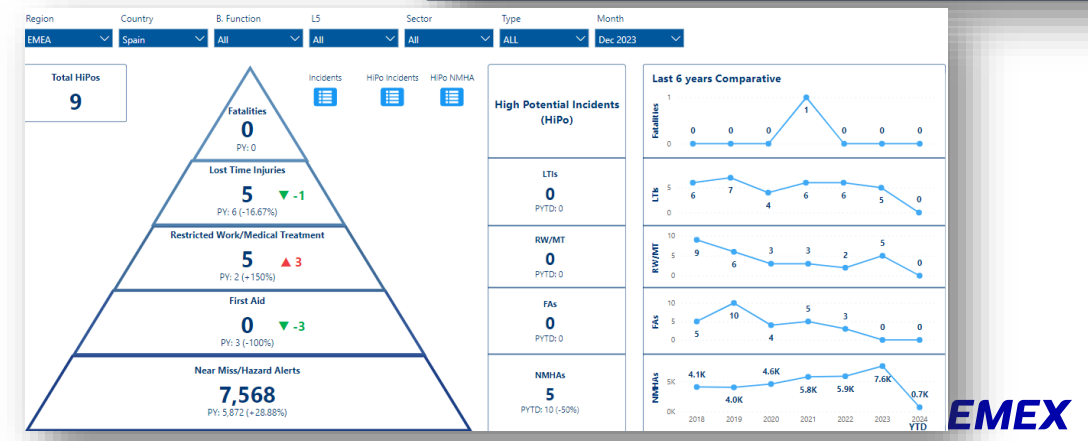 Region Country B. Function L5 Sector Type Month
EMEA Spain All All All ALL Dec 2023
Total HiPos
9
Incidents HiPo Incidents HiPo NMHA
Fatalities
0
PY: 0
Lost Time Injuries
5 ▼ -1
PY: 6 (-16.67%)
Restricted Work/Medical Treatment
5 ▲ 3
PY: 2 (+150%)
First Aid
0 ▼ -3
PY: 3 (-100%)
Near Miss/Hazard Alerts
7,568
PY: 5,872 (+28.88%)
High Potential Incidents
(HiPo)
LTIs
0
PYTD: 0
RW/MT
0
PYTD: 0
FAs
0
PYTD: 0
NMHAs
5
PYTD: 10 (-50%)
Last 6 years Comparative
Fatalities
1
0
0 0 0 1 0 0 0
LTIs
5
0
6 7 4 6 6 5 0
RW/MT
10
5
0
9 6 3 3 2 5 0
FAs
10
5
0
5 10 4 5 3 0 0
NMHAs
5K
0K
4.1K 4.0K 4.6K 5.8K 5.9K 7.6K 0.7K
2018 2019 2020 2021 2022 2023 2024
YTD
EMEX